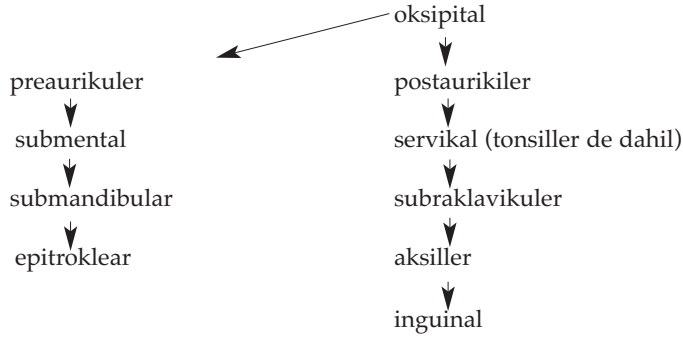 oksipital
preaurikuler
postaurikiler
submental
servikal (tonsiller de dahil)
submandibular
subraklavikuler
epitroklear
aksiller
inguinal